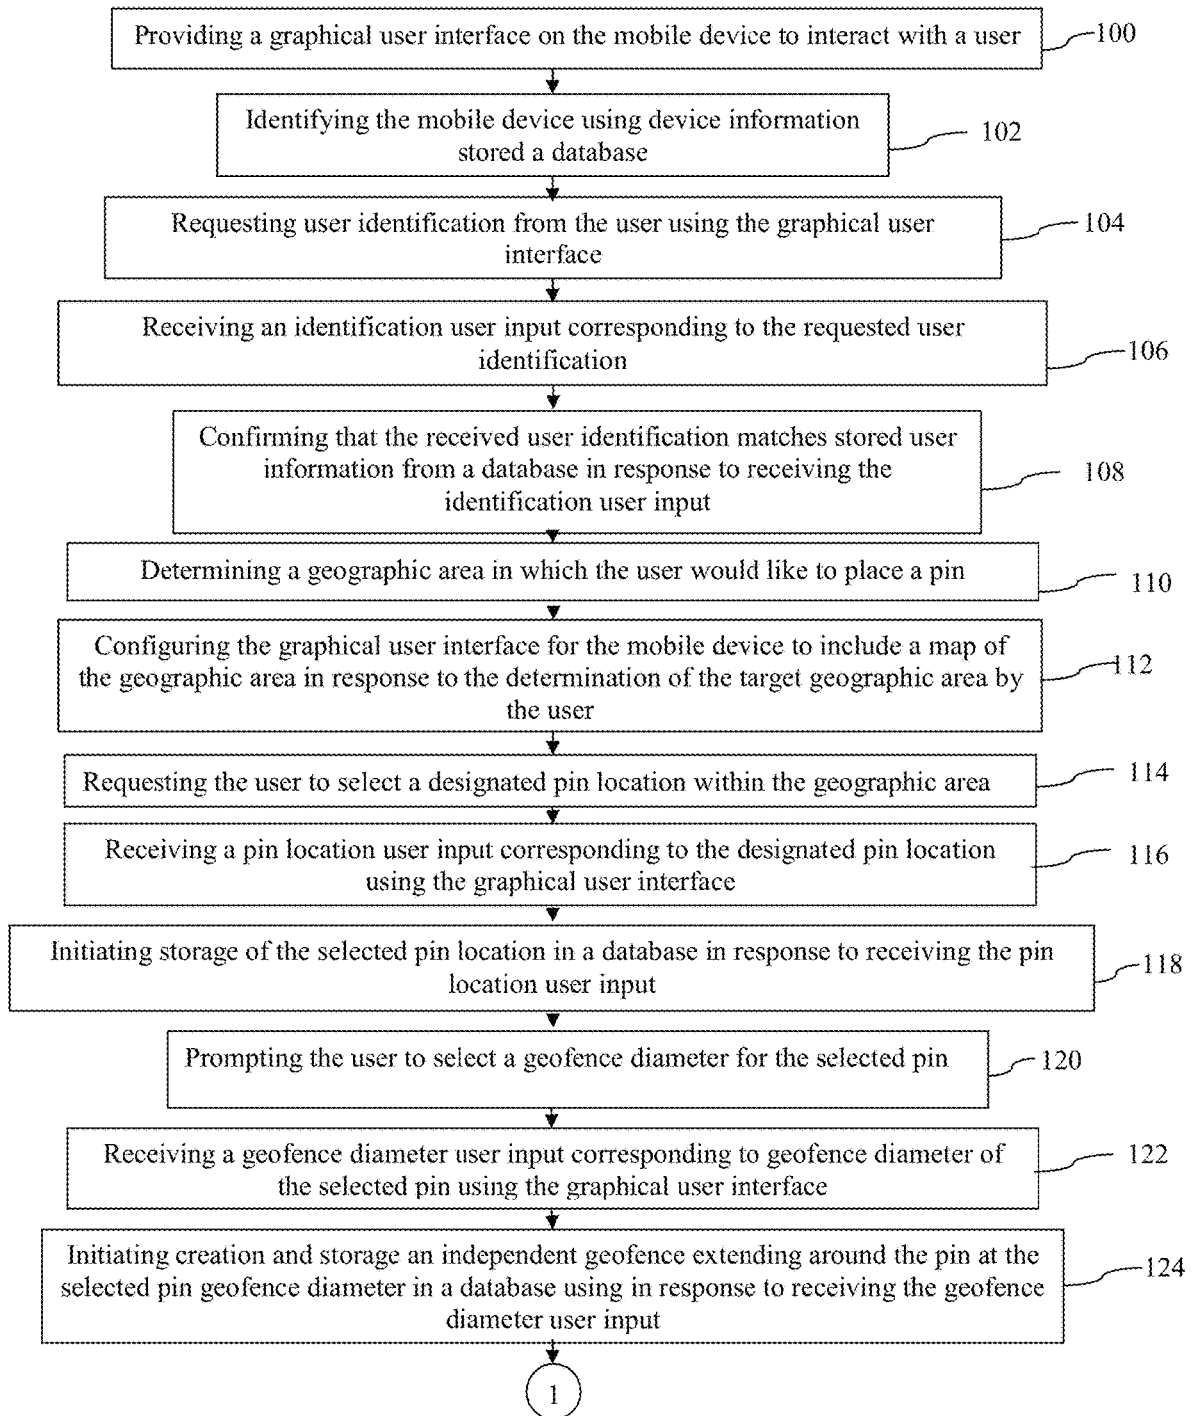 Providing a graphical user interface on the mobile device to interact with a user
100
Identifying the mobile device using device information
stored a database
102
Requesting user identification from the user using the graphical user
interface
104
Receiving an identification user input corresponding to the requested user
identification
106
Confirming that the received user identification matches stored user
information from a database in response to receiving the
identification user input
108
Determining a geographic area in which the user would like to place a pin
110
Configuring the graphical user interface for the mobile device to include a map of
the geographic area in response to the determination of the target geographic area by
the user
112
Requesting the user to select a designated pin location within the geographic area
114
Receiving a pin location user input corresponding to the designated pin location
using the graphical user interface
116
Initiating storage of the selected pin location in a database in response to receiving the pin
location user input
118
Prompting the user to select a geofence diameter for the selected pin
120
Receiving a geofence diameter user input corresponding to geofence diameter of
the selected pin using the graphical user interface
122
Initiating creation and storage an independent geofence extending around the pin at the
selected pin geofence diameter in a database using in response to receiving the geofence
diameter user input
124
1